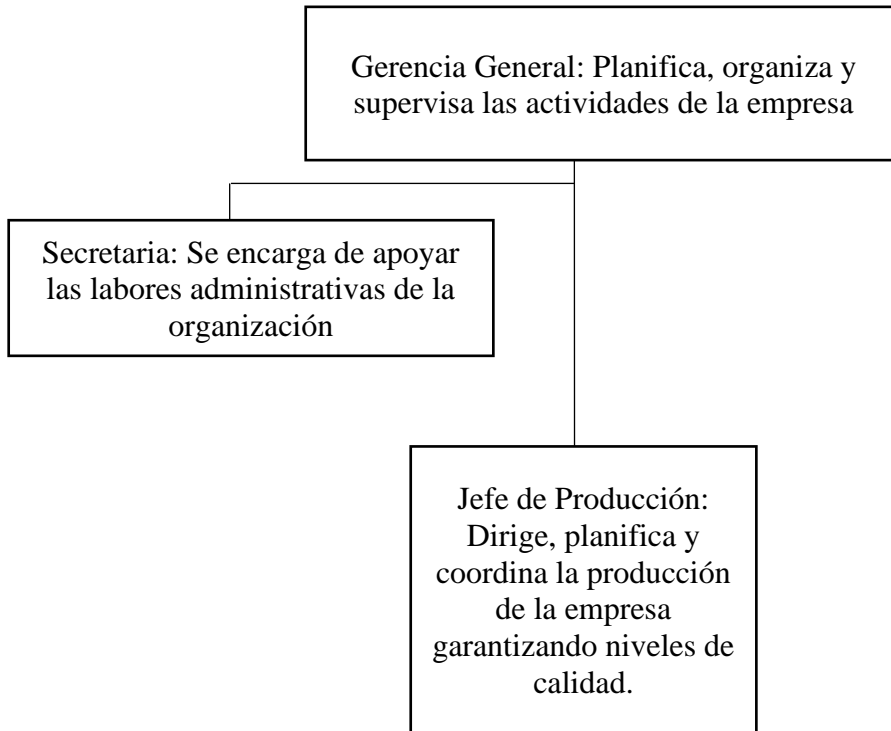 Gerencia General: Planifica, organiza y
supervisa las actividades de la empresa
Secretaria: Se encarga de apoyar
las labores administrativas de la
organización
Jefe de Producción:
Dirige, planifica y
coordina la producción
de la empresa
garantizando niveles de
calidad.